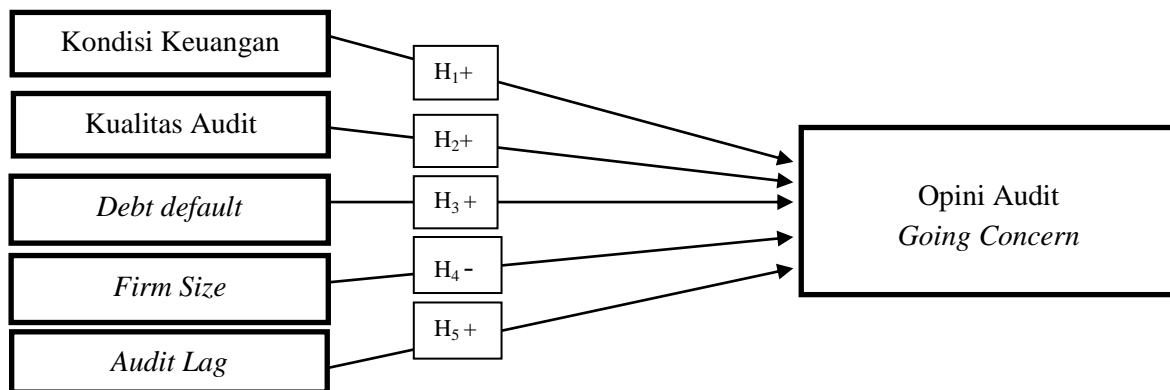 Kondisi Keuangan
H₁+
Kualitas Audit
H₂+
Debt default
H₃+
Firm Size
H₄-
Audit Lag
H₅+
Opini Audit
Going Concern